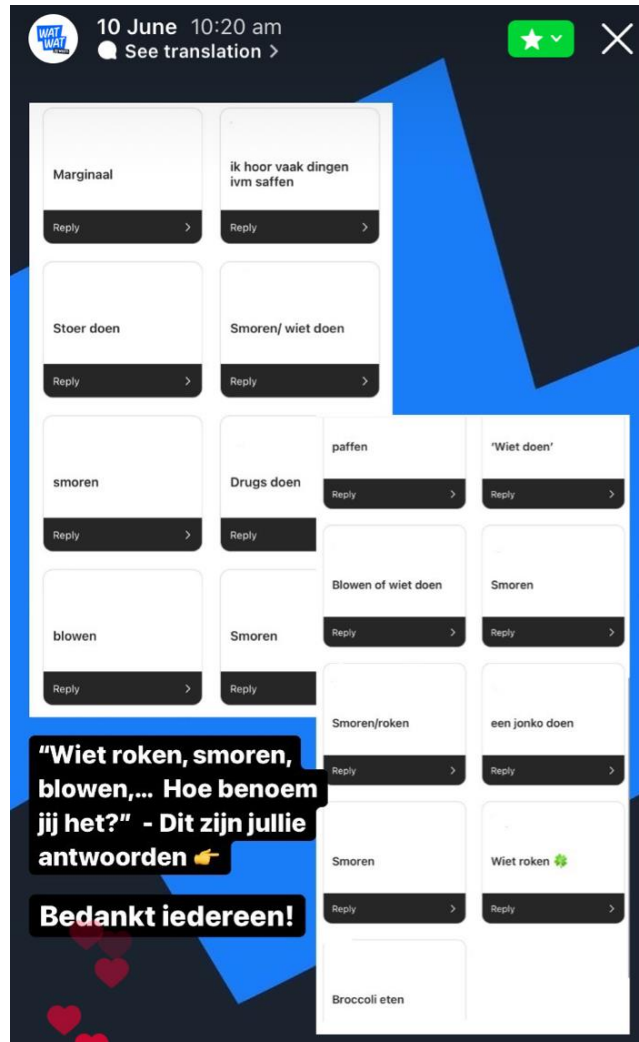 WAT
WAT
10 June 10:20 am
See translation >
Marginaal
Reply >
ik hoor vaak dingen
ivm saffen
Reply >
Stoer doen
Reply >
Smoren/ wiet doen
Reply >
smoren
Reply >
Drugs doen
Reply
blowen
Reply >
Smoren
Reply
paffen
Reply >
'Wiet doen'
Reply >
Blowen of wiet doen
Reply >
Smoren
Reply >
Smoren/roken
Reply >
een jonko doen
Reply >
Smoren
Reply >
Wiet roken 🍀
Reply >
Broccoli eten
"Wiet roken, smoren,
blowen,... Hoe benoem
jij het?" - Dit zijn jullie
antwoorden 👉
Bedankt iedereen!